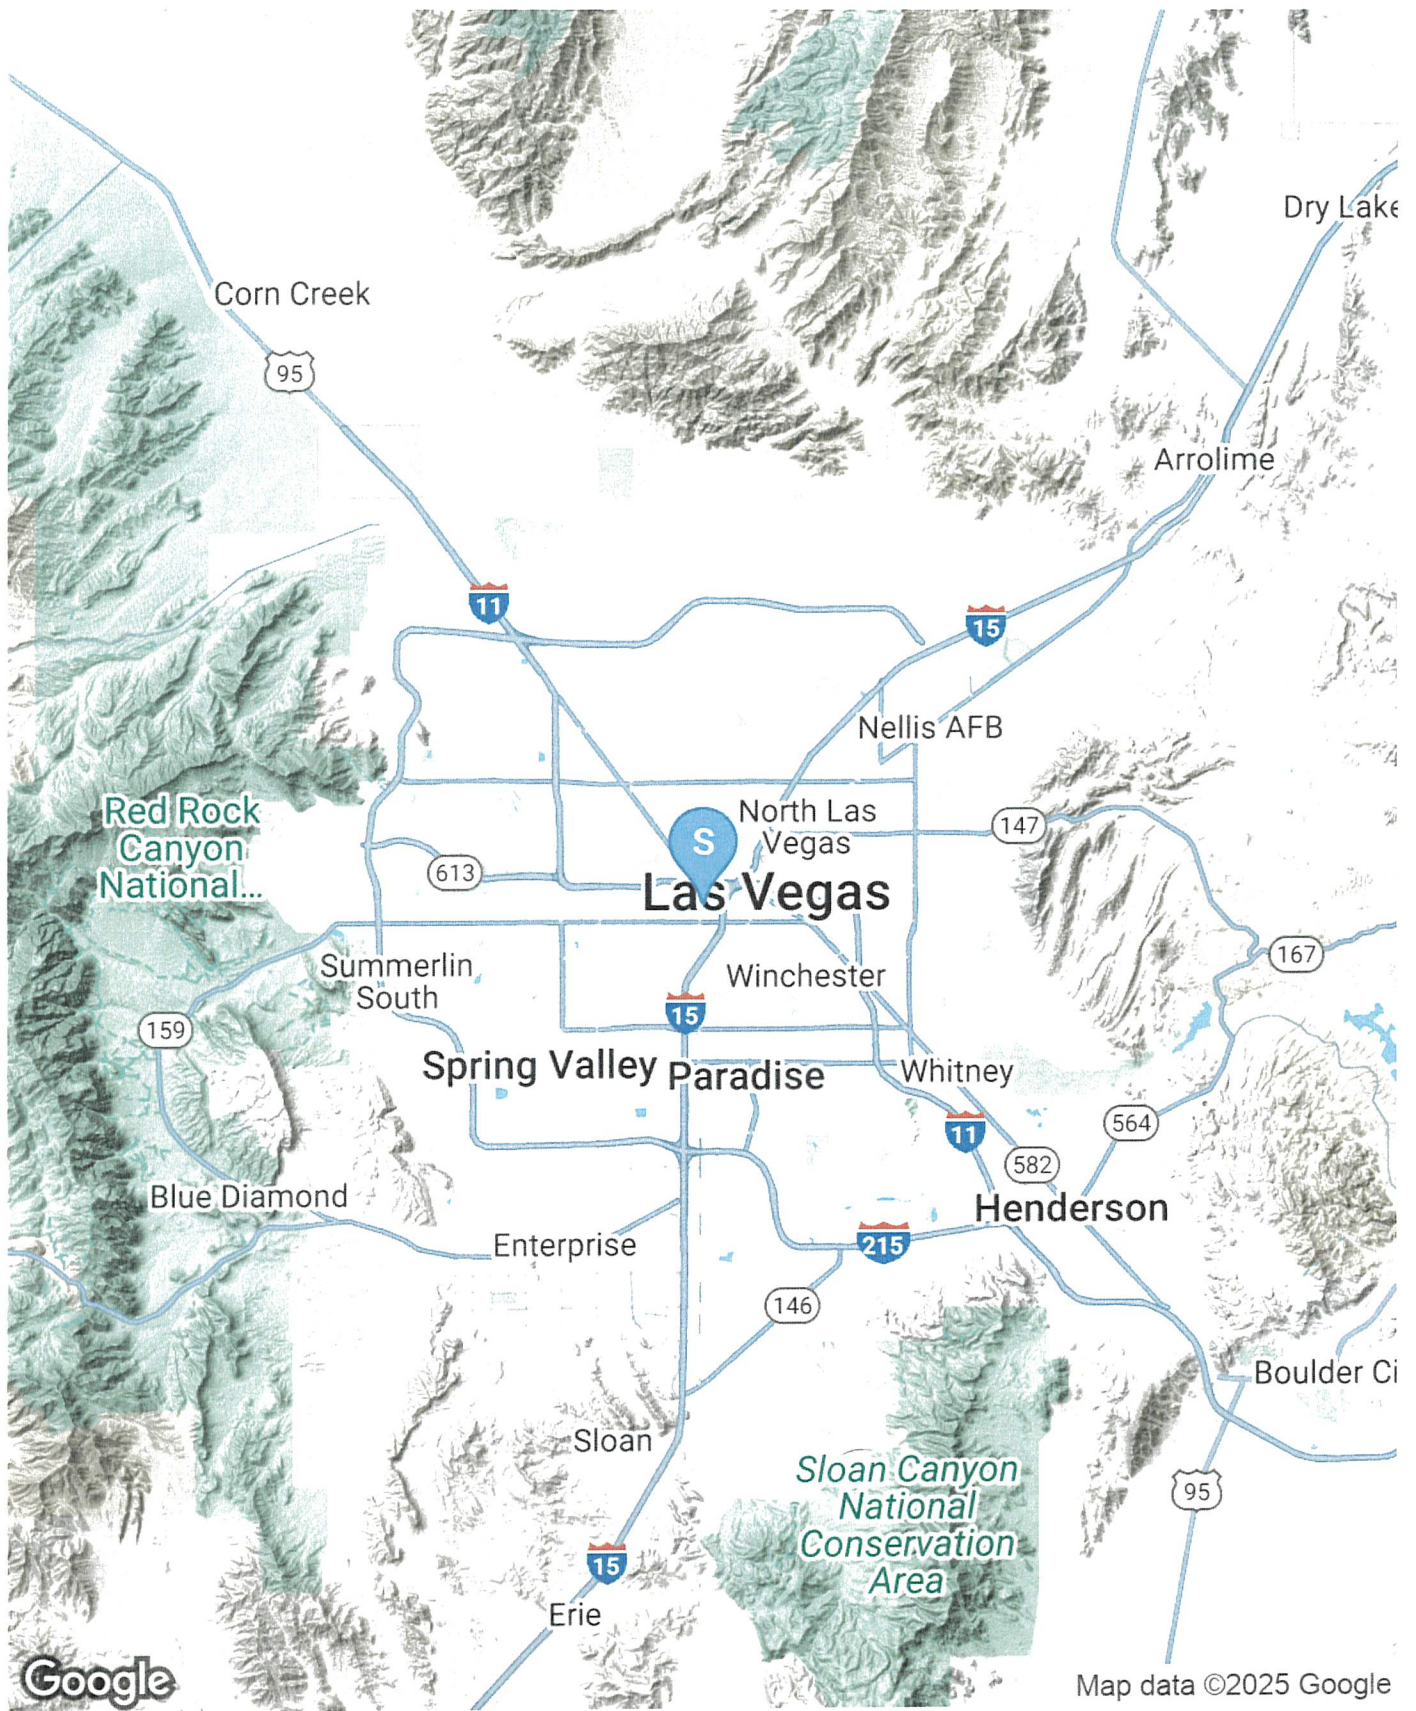 Dry Lake
Corn Creek
95
Arrolime
11
15
Nellis AFB
Red Rock
Canyon
National...
North Las
Vegas
147
S
613
Las Vegas
167
Summerlin
South
Winchester
159
15
Spring Valley
Paradise
Whitney
564
11
582
Blue Diamond
Henderson
Enterprise
215
146
Boulder Ci
Sloan
Sloan Canyon
National
Conservation
Area
95
15
Erie
Google
Map data ©2025 Google